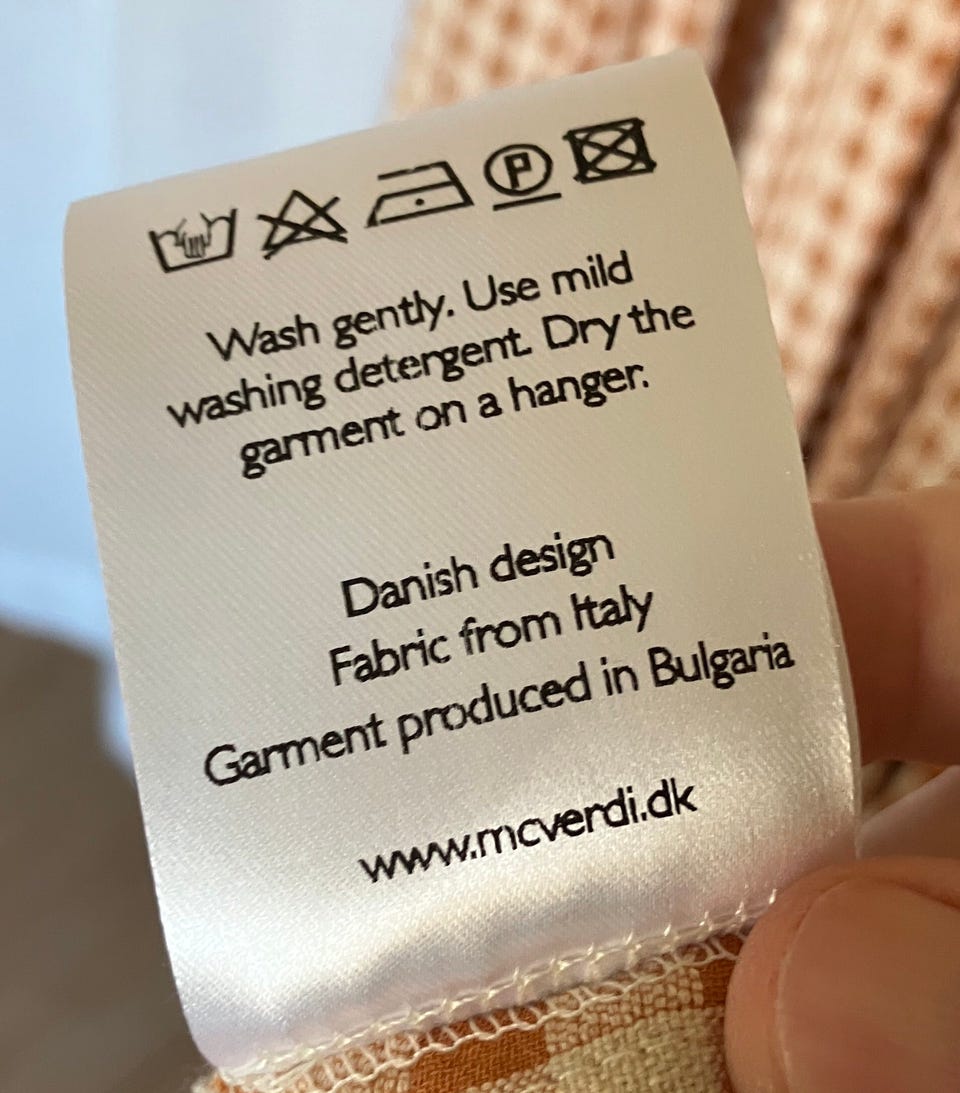 P
Wash gently. Use mild
washing detergent. Dry the
garment on a hanger.
Danish design
Fabric from Italy
Garment produced in Bulgaria
www.mcverdi.dk